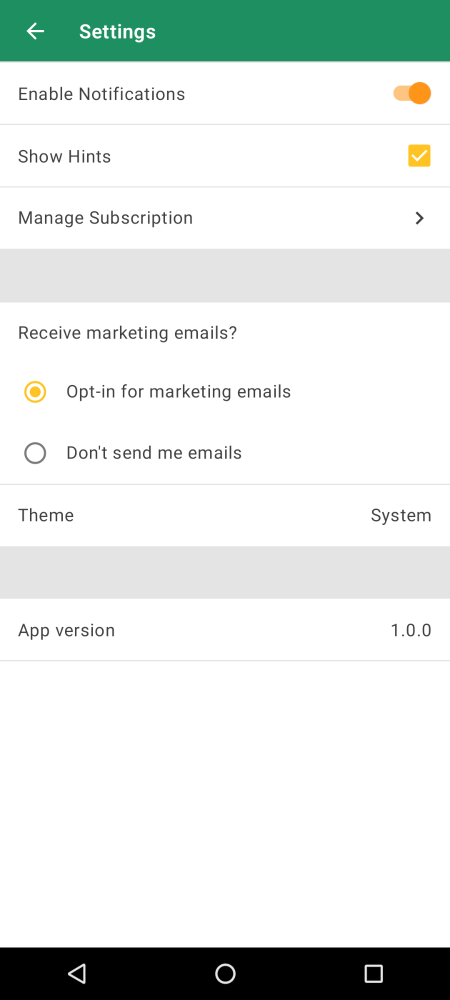 Settings
Enable Notifications
Show Hints
Manage Subscription
Receive marketing emails?
Opt-in for marketing emails
Don't send me emails
Theme System
App version 1.0.0